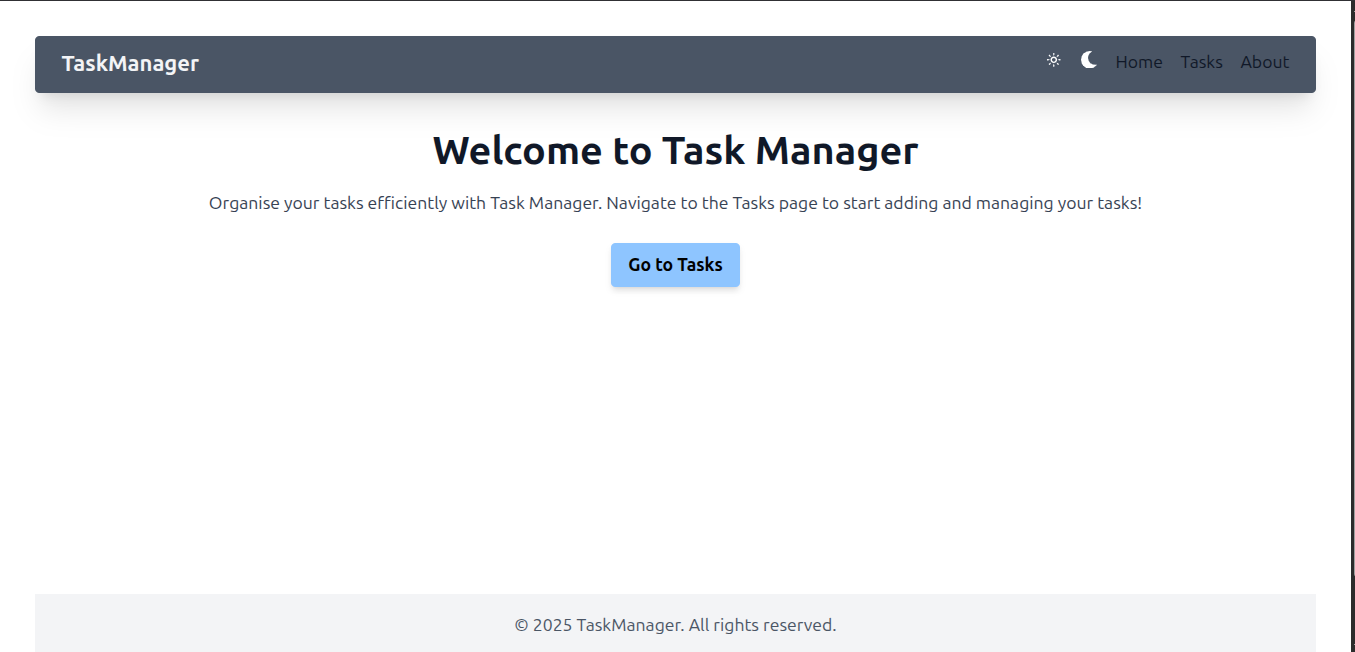 TaskManager
Home Tasks About
Welcome to Task Manager
Organise your tasks efficiently with Task Manager. Navigate to the Tasks page to start adding and managing your tasks!
Go to Tasks
© 2025 TaskManager. All rights reserved.